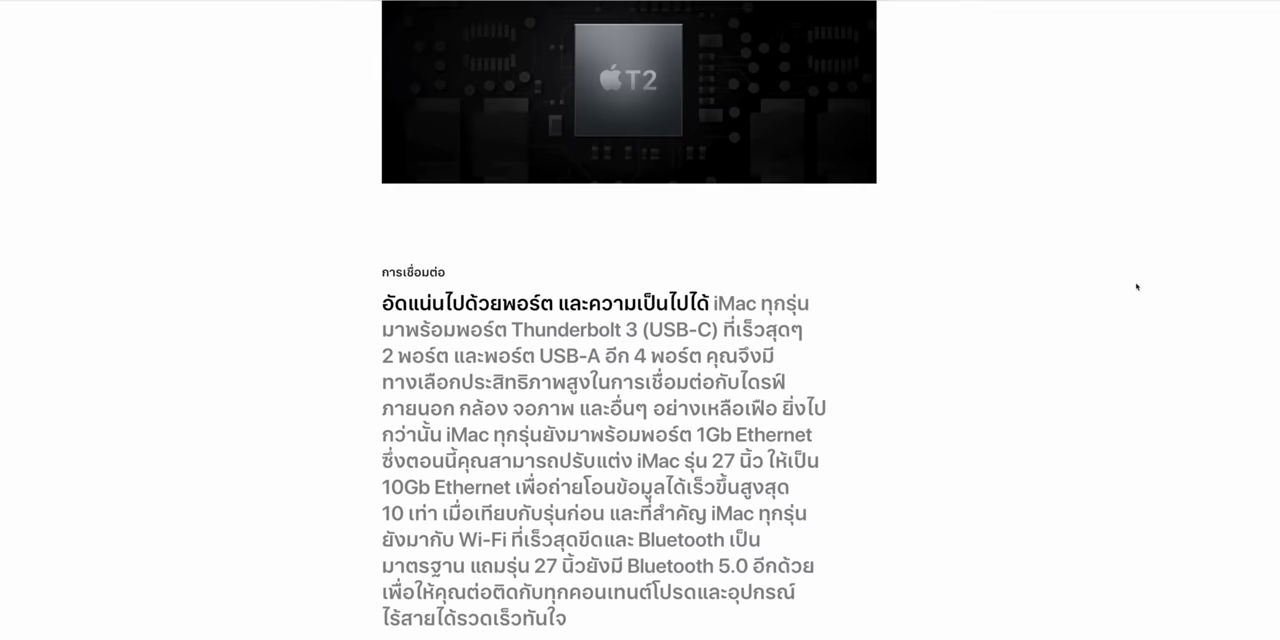 T2
การเชื่อมต่อ
อัดแน่นไปด้วยพอร์ต และความเป็นไปได้ iMac ทุกรุ่น
มาพร้อมพอร์ต Thunderbolt 3 (USB-C) ที่เร็วสุดๆ
2 พอร์ต และพอร์ต USB-A อีก 4 พอร์ต คุณจึงมี
ทางเลือกประสิทธิภาพสูงในการเชื่อมต่อกับไดรฟ์
ภายนอก กล้อง จอภาพ และอื่นๆ อย่างเหลือเฟือ ยิ่งไป
กว่านั้น iMac ทุกรุ่นยังมาพร้อมพอร์ต 1Gb Ethernet
ซึ่งตอนนี้คุณสามารถปรับแต่ง iMac รุ่น 27 นิ้ว ให้เป็น
10Gb Ethernet เพื่อถ่ายโอนข้อมูลได้เร็วขึ้นสูงสุด
10 เท่า เมื่อเทียบกับรุ่นก่อน และที่สำคัญ iMac ทุกรุ่น
ยังมากับ Wi-Fi ที่เร็วสุดขีดและ Bluetooth เป็น
มาตรฐาน แถมรุ่น 27 นิ้วยังมี Bluetooth 5.0 อีกด้วย
เพื่อให้คุณต่อติดกับทุกคอนเทนต์โปรดและอุปกรณ์
ไร้สายได้รวดเร็วทันใจ